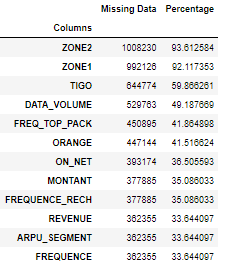 Missing Data Percentage
Columns
ZONE2 1008230 93.612584
ZONE1 992126 92.117353
TIGO 644774 59.866261
DATA_VOLUME 529763 49.187669
FREQ_TOP_PACK 450895 41.864898
ORANGE 447144 41.516624
ON_NET 393174 36.505593
MONTANT 377885 35.086033
FREQUENCE_RECH 377885 35.086033
REVENUE 362355 33.644097
ARPU_SEGMENT 362355 33.644097
FREQUENCE 362355 33.644097